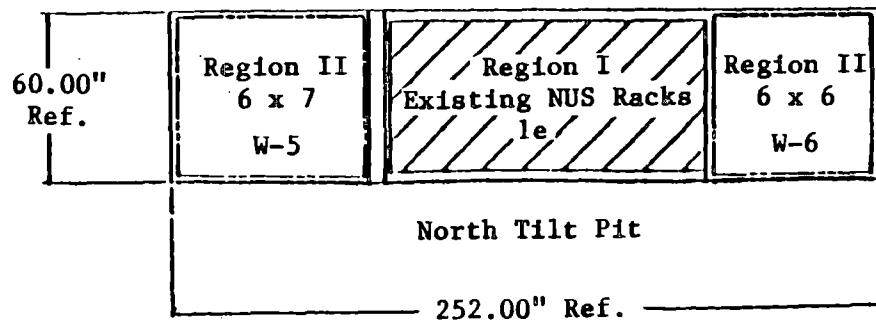 60.00"
Ref.
Region II
6 x 7
W-5
Region I
Existing NUS Racks
1e
Region II
6 x 6
W-6
North Tilt Pit
252.00" Ref.